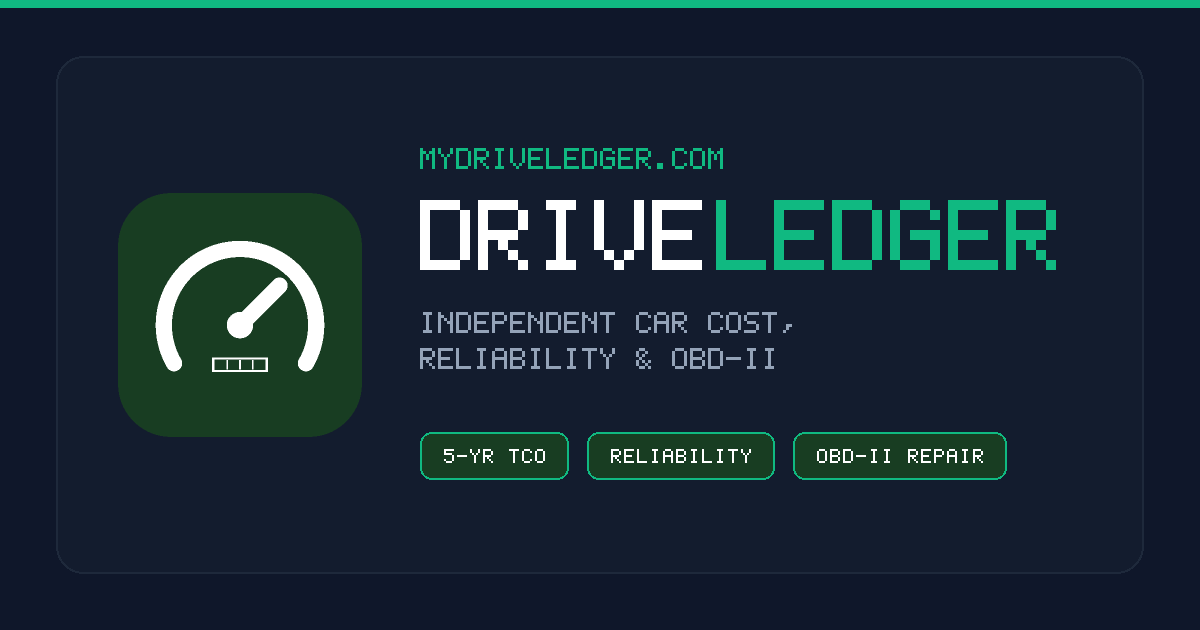 MYDRIVELEDGER.COM
DRIVELEDGER
INDEPENDENT CAR COST,
RELIABILITY & OBD-II
5-YR TCO
RELIABILITY
OBD-II REPAIR